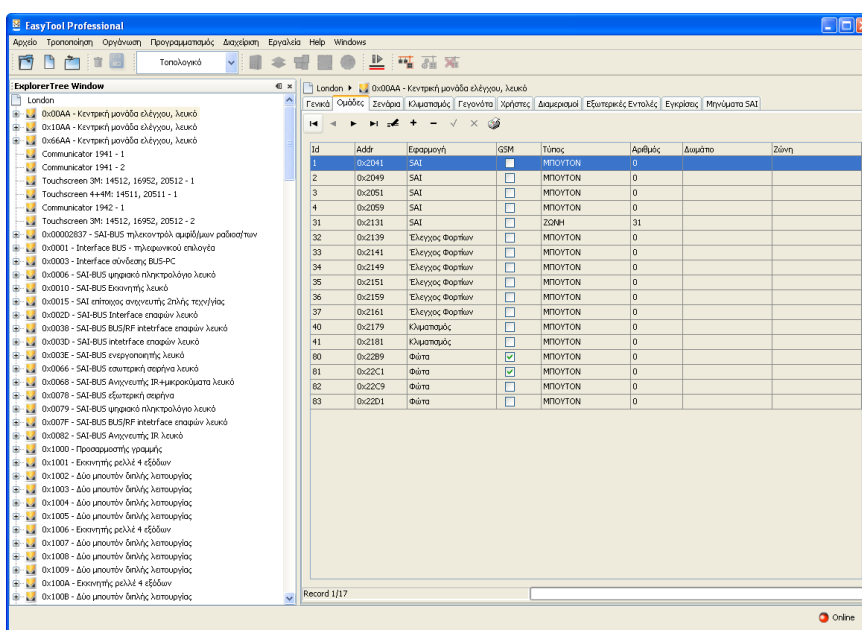 EasyTool Professional
Αρχείο Τροποποίηση Οργάνωση Προγραμματισμός Διαχείριση Εργαλεία Help Windows
Τοπολογικό
ExplorerTree Window
London
0x00AA - Κεντρική μονάδα ελέγχου, λευκό
0x10AA - Κεντρική μονάδα ελέγχου, λευκό
0x66AA - Κεντρική μονάδα ελέγχου, λευκό
Communicator 1941 - 1
Communicator 1941 - 2
Touchscreen 3M: 14512, 16952, 20512 - 1
Touchscreen 4+4M: 14511, 20511 - 1
Communicator 1942 - 1
Touchscreen 3M: 14512, 16952, 20512 - 2
0x00002837 - SAI-BUS τηλεκοντρόλ αμφίδ/μων ραδιοσ/των
0x0001 - Interface BUS - τηλεφωνικού επιλογέα
0x0003 - Interface σύνδεσης BUS-PC
0x0006 - SAI-BUS ψηφιακό πληκτρολόγιο λευκό
0x0010 - SAI-BUS Εκκινητής λευκό
0x0015 - SAI επίτοιχος ανιχνευτής 2πλής τεχν/γίας
0x002D - SAI-BUS Interface επαφών λευκό
0x0038 - SAI-BUS BUS/RF intetrface επαφών λευκό
0x003D - SAI-BUS intetrface επαφών λευκό
0x003E - SAI-BUS ενεργοποιητής λευκό
0x0066 - SAI-BUS εσωτερική σειρήνα λευκό
0x0068 - SAI-BUS Ανιχνευτής IR+μικροκύματα λευκό
0x0078 - SAI-BUS εξωτερική σειρήνα
0x0079 - SAI-BUS ψηφιακό πληκτρολόγιο λευκό
0x007F - SAI-BUS BUS/RF intetrface επαφών λευκό
0x0082 - SAI-BUS Ανιχνευτής IR λευκό
0x1000 - Προσαρμοστής γραμμής
0x1001 - Εκκινητής ρελλέ 4 εξόδων
0x1002 - Δύο μπουτόν διπλής λειτουργίας
0x1003 - Δύο μπουτόν διπλής λειτουργίας
0x1004 - Δύο μπουτόν διπλής λειτουργίας
0x1005 - Δύο μπουτόν διπλής λειτουργίας
0x1006 - Εκκινητής ρελλέ 4 εξόδων
0x1007 - Δύο μπουτόν διπλής λειτουργίας
0x1008 - Δύο μπουτόν διπλής λειτουργίας
0x1009 - Δύο μπουτόν διπλής λειτουργίας
0x100A - Εκκινητής ρελλέ 4 εξόδων
0x100B - Δύο μπουτόν διπλής λειτουργίας
London 0x00AA - Κεντρική μονάδα ελέγχου, λευκό
Γενικά Ομάδες Σενάρια Κλιματισμός Γεγονότα Χρήστες Διαμερισμοί Εξωτερικές Εντολές Εγκρίσεις Μηνύματα SAI
Id Addr Εφαρμογή GSM Τύπος Αριθμός Δωμάτιο Ζώνη
1 0x2041 SAI ΜΠΟΥΤΟΝ 0
2 0x2049 SAI ΜΠΟΥΤΟΝ 0
3 0x2051 SAI ΜΠΟΥΤΟΝ 0
4 0x2059 SAI ΜΠΟΥΤΟΝ 0
31 0x2131 SAI ΖΩΝΗ 31
32 0x2139 Έλεγχος Φορτίων ΜΠΟΥΤΟΝ 0
33 0x2141 Έλεγχος Φορτίων ΜΠΟΥΤΟΝ 0
34 0x2149 Έλεγχος Φορτίων ΜΠΟΥΤΟΝ 0
35 0x2151 Έλεγχος Φορτίων ΜΠΟΥΤΟΝ 0
36 0x2159 Έλεγχος Φορτίων ΜΠΟΥΤΟΝ 0
37 0x2161 Έλεγχος Φορτίων ΜΠΟΥΤΟΝ 0
40 0x2179 Κλιματισμός ΜΠΟΥΤΟΝ 0
41 0x2181 Κλιματισμός ΜΠΟΥΤΟΝ 0
80 0x22B9 Φώτα ΜΠΟΥΤΟΝ 0
81 0x22C1 Φώτα ΜΠΟΥΤΟΝ 0
82 0x22C9 Φώτα ΜΠΟΥΤΟΝ 0
83 0x22D1 Φώτα ΜΠΟΥΤΟΝ 0
Record 1/17
Online